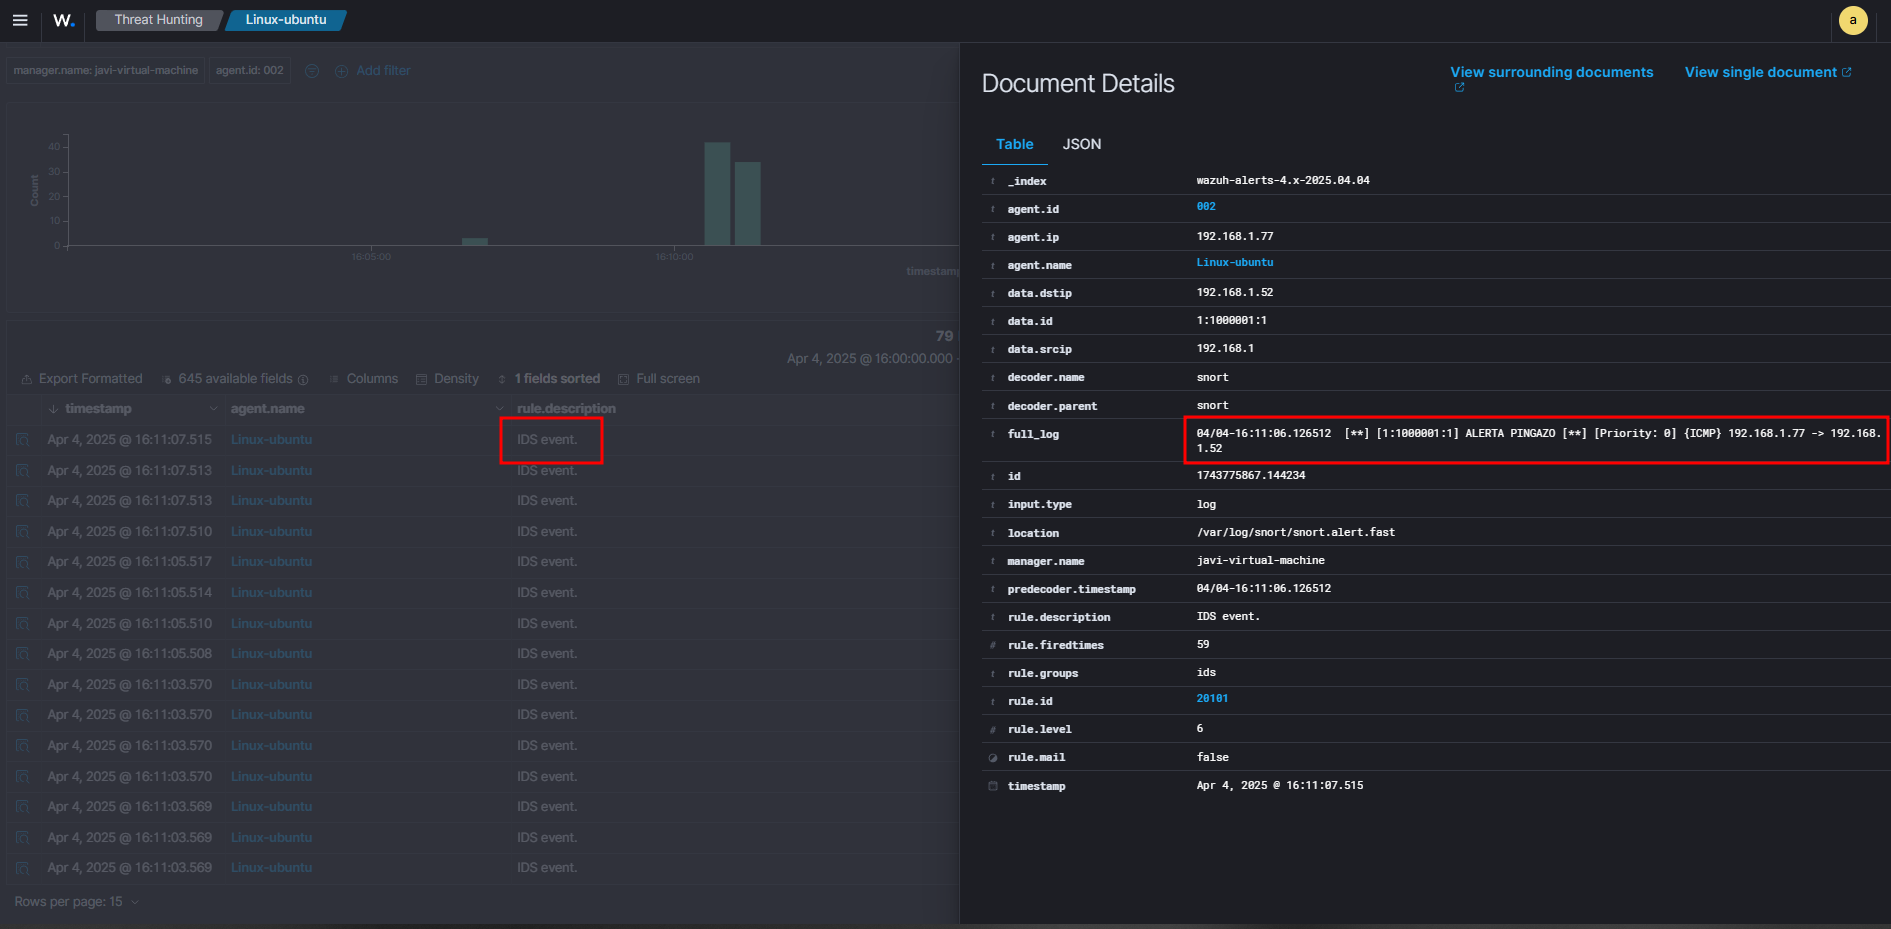 W.
Threat Hunting
Linux-ubuntu
a
manager.name: javi-virtual-machine
agent.id: 002
Add filter
Count
40
30
20
10
0
16:05:00
16:10:00
timestamp
79
Apr 4, 2025 @ 16:00:00.000 -
Export Formatted
645 available fields
Columns
Density
1 fields sorted
Full screen
timestamp agent.name rule.description
Apr 4, 2025 @ 16:11:07.515 Linux-ubuntu IDS event.
Apr 4, 2025 @ 16:11:07.513 Linux-ubuntu IDS event.
Apr 4, 2025 @ 16:11:07.513 Linux-ubuntu IDS event.
Apr 4, 2025 @ 16:11:07.510 Linux-ubuntu IDS event.
Apr 4, 2025 @ 16:11:05.517 Linux-ubuntu IDS event.
Apr 4, 2025 @ 16:11:05.514 Linux-ubuntu IDS event.
Apr 4, 2025 @ 16:11:05.510 Linux-ubuntu IDS event.
Apr 4, 2025 @ 16:11:05.508 Linux-ubuntu IDS event.
Apr 4, 2025 @ 16:11:03.570 Linux-ubuntu IDS event.
Apr 4, 2025 @ 16:11:03.570 Linux-ubuntu IDS event.
Apr 4, 2025 @ 16:11:03.570 Linux-ubuntu IDS event.
Apr 4, 2025 @ 16:11:03.570 Linux-ubuntu IDS event.
Apr 4, 2025 @ 16:11:03.569 Linux-ubuntu IDS event.
Apr 4, 2025 @ 16:11:03.569 Linux-ubuntu IDS event.
Apr 4, 2025 @ 16:11:03.569 Linux-ubuntu IDS event.
Rows per page: 15
Document Details
View surrounding documents
View single document
Table
JSON
t _index wazuh-alerts-4.x-2025.04.04
t agent.id 002
t agent.ip 192.168.1.77
t agent.name Linux-ubuntu
t data.dstip 192.168.1.52
t data.id 1:1000001:1
t data.srcip 192.168.1
t decoder.name snort
t decoder.parent snort
t full_log 04/04-16:11:06.126512 [**] [1:1000001:1] ALERTA PINGAZO [**] [Priority: 0] {ICMP} 192.168.1.77 -> 192.168.
1.52
t id 1743775867.144234
t input.type log
t location /var/log/snort/snort.alert.fast
t manager.name javi-virtual-machine
t predecoder.timestamp 04/04-16:11:06.126512
t rule.description IDS event.
# rule.firedtimes 59
t rule.groups ids
t rule.id 20101
# rule.level 6
rule.mail false
timestamp Apr 4, 2025 @ 16:11:07.515